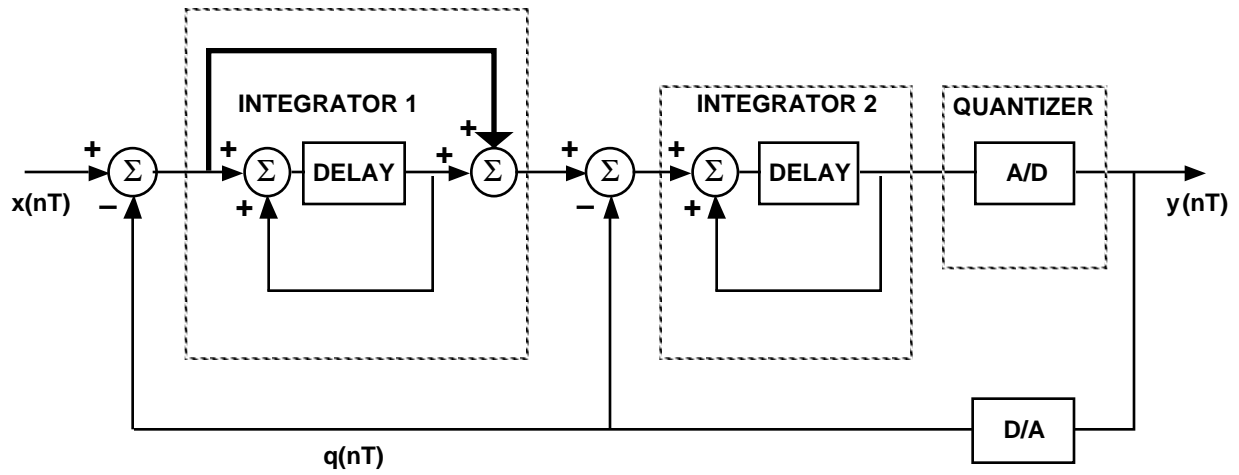 INTEGRATOR 1
INTEGRATOR 2
QUANTIZER
+
+
+
+
+
+
+
Σ
Σ
DELAY
Σ
Σ
Σ
DELAY
A/D
x(nT)
–
+
–
+
y(nT)
D/A
q(nT)